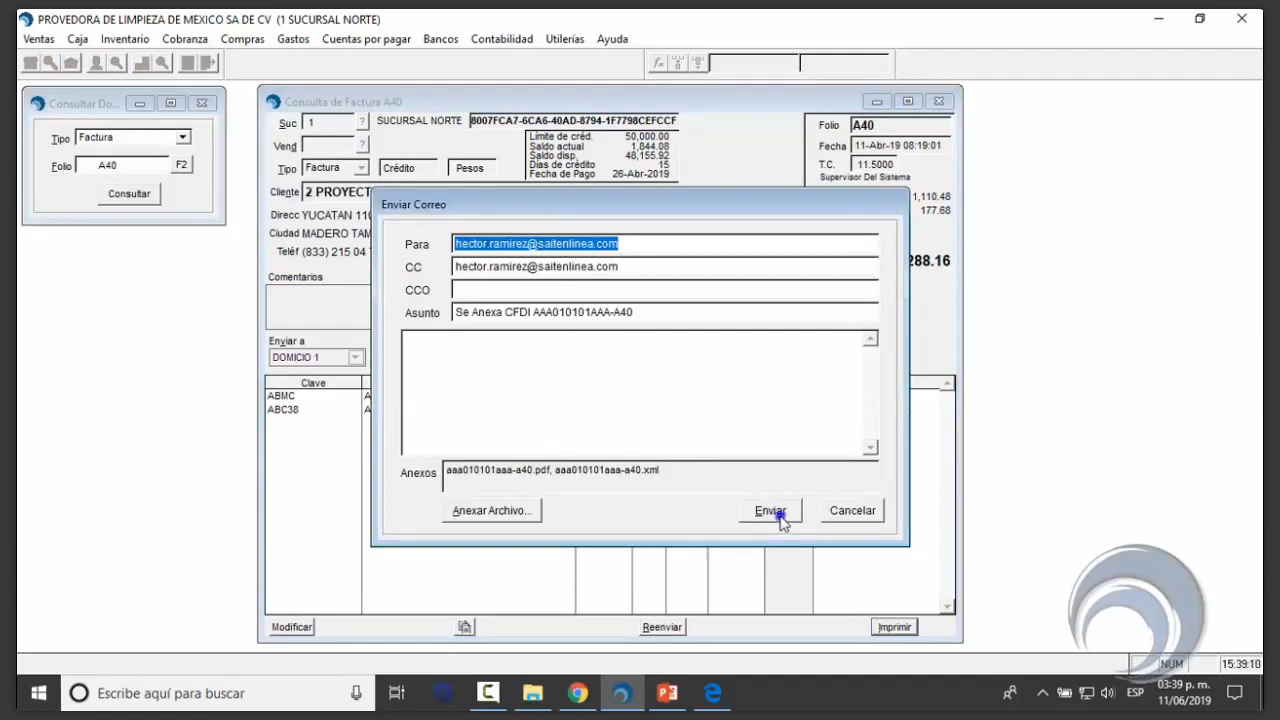 PROVEDORA DE LIMPIEZA DE MEXICO SA DE CV (1 SUCURSAL NORTE)
Ventas Caja Inventario Cobranza Compras Gastos Cuentas por pagar Bancos Contabilidad Utilerías Ayuda
Consultar Do...
Tipo Factura
Folio A40 F2
Consultar
Consulta de Factura A40
Suc 1 ? SUCURSAL NORTE 8007FCA7-6CA6-40AD-8794-1F7798CEFCCF
Vend ?
Tipo Factura Crédito Pesos
Límite de créd. 50,000.00
Saldo actual 1,844.08
Saldo disp. 48,155.92
Días de crédito 15
Fecha de Pago 26-Abr-2019
Folio A40
Fecha 11-Abr-19 08:19:01
T.C. 11.5000
Supervisor Del Sistema
Cliente 2 PROYECT
Direcc YUCATAN 110
Ciudad MADERO TAM
Teléf (833) 215 04
1,110.48
177.68
288.16
Comentarios
Enviar a
DOMICIO 1
Clave
ABMC
ABC38
Enviar Correo
Para hector.ramirez@saitenlinea.com
CC hector.ramirez@saitenlinea.com
CCO
Asunto Se Anexa CFDI AAA010101AAA-A40
Anexos aaa010101aaa-a40.pdf, aaa010101aaa-a40.xml
Anexar Archivo... Enviar Cancelar
Modificar Reenviar Imprimir
NUM 15:39:10
Escribe aquí para buscar
ESP
03:39 p. m.
11/06/2019